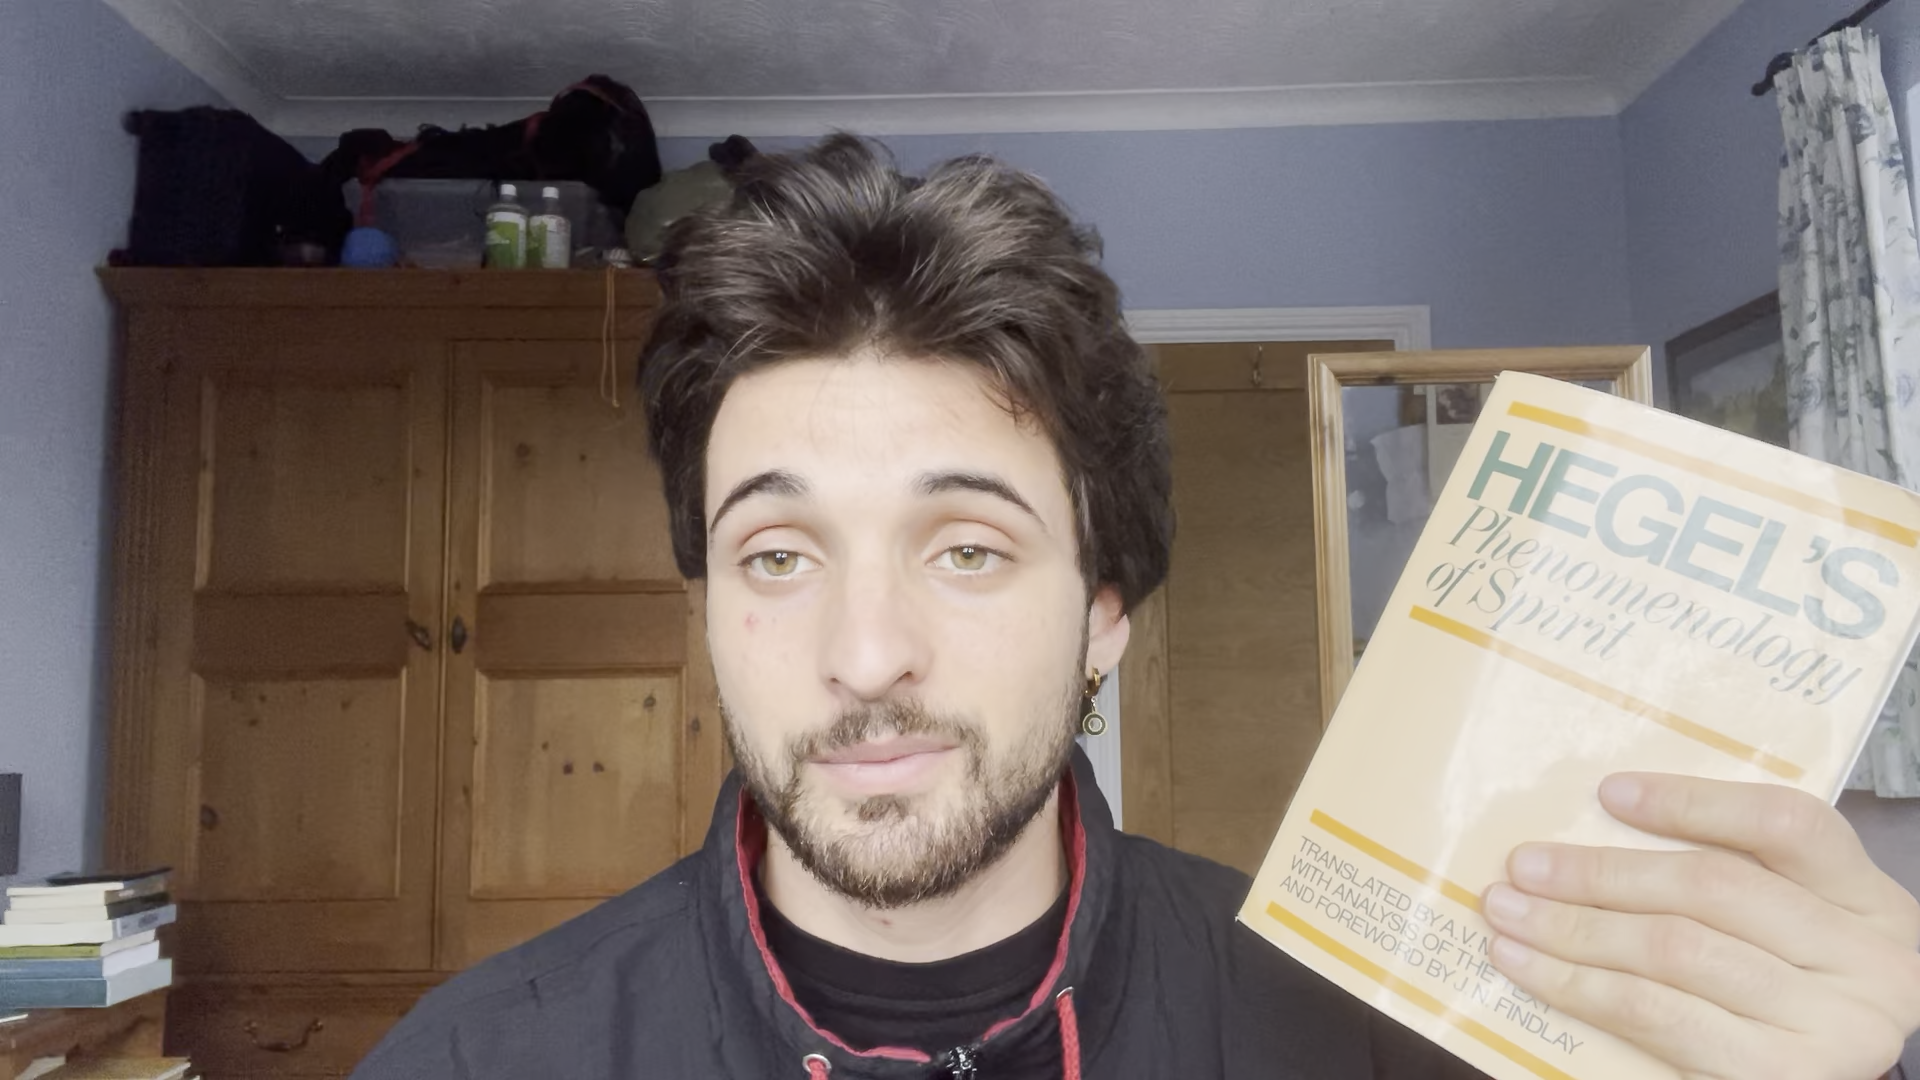 HEGEL'S
Phenomenology
of Spirit
TRANSLATED BY A.V.
WITH ANALYSIS OF THE TEXT
AND FOREWORD BY J.N. FINDLAY